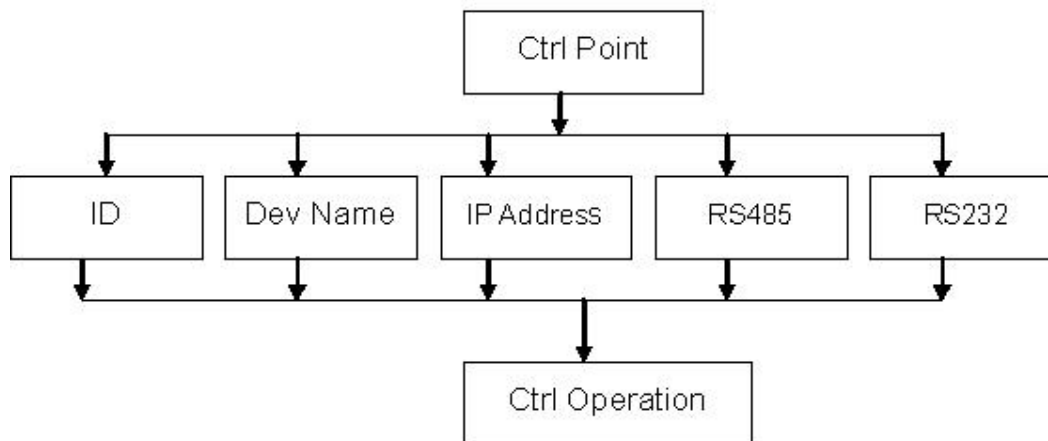 Ctrl Point
ID
Dev Name
IP Address
RS485
RS232
Ctrl Operation